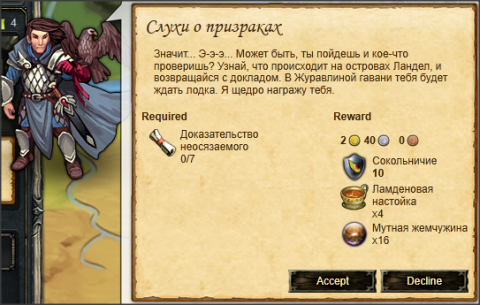 4
Слухи о призраках
Значит... Э-э-э... Может быть, ты пойдешь и кое-что
проверишь? Узнай, что происходит на островах Ландел, и
возвращайся с докладом. В Журавлиной гавани тебя будет
ждать лодка. Я щедро награжу тебя.
Required
Доказательство
неосязаемого
0/7
Reward
2 40 0
Сокольничие
10
Ламденовая
настойка
x4
Мутная жемчужина
x16
Accept
Decline